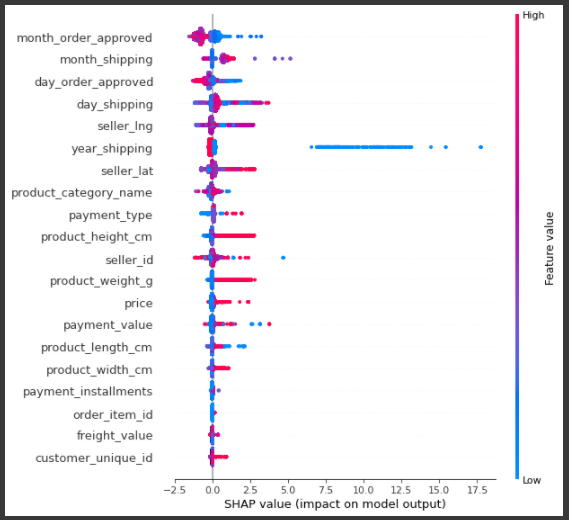 High
month_order_approved
month_shipping
day_order_approved
day_shipping
seller_lng
year_shipping
seller_lat
product_category_name
payment_type
product_height_cm
seller_id
product_weight_g
price
payment_value
product_length_cm
product_width_cm
payment_installments
order_item_id
freight_value
customer_unique_id
Feature value
Low
−2.5 0.0 2.5 5.0 7.5 10.0 12.5 15.0 17.5
SHAP value (impact on model output)